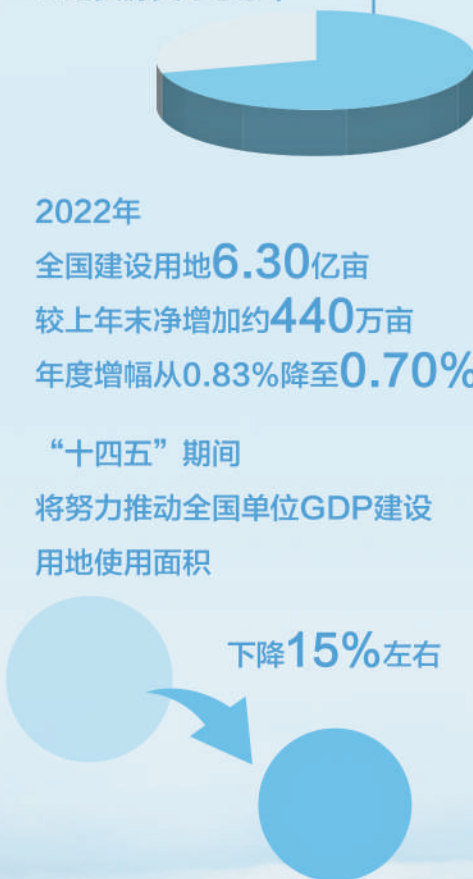 2022年
全国建设用地6.30亿亩
较上年末净增加约440万亩
年度增幅从0.83%降至0.70%
“十四五”期间
将努力推动全国单位GDP建设
用地使用面积
下降15%左右